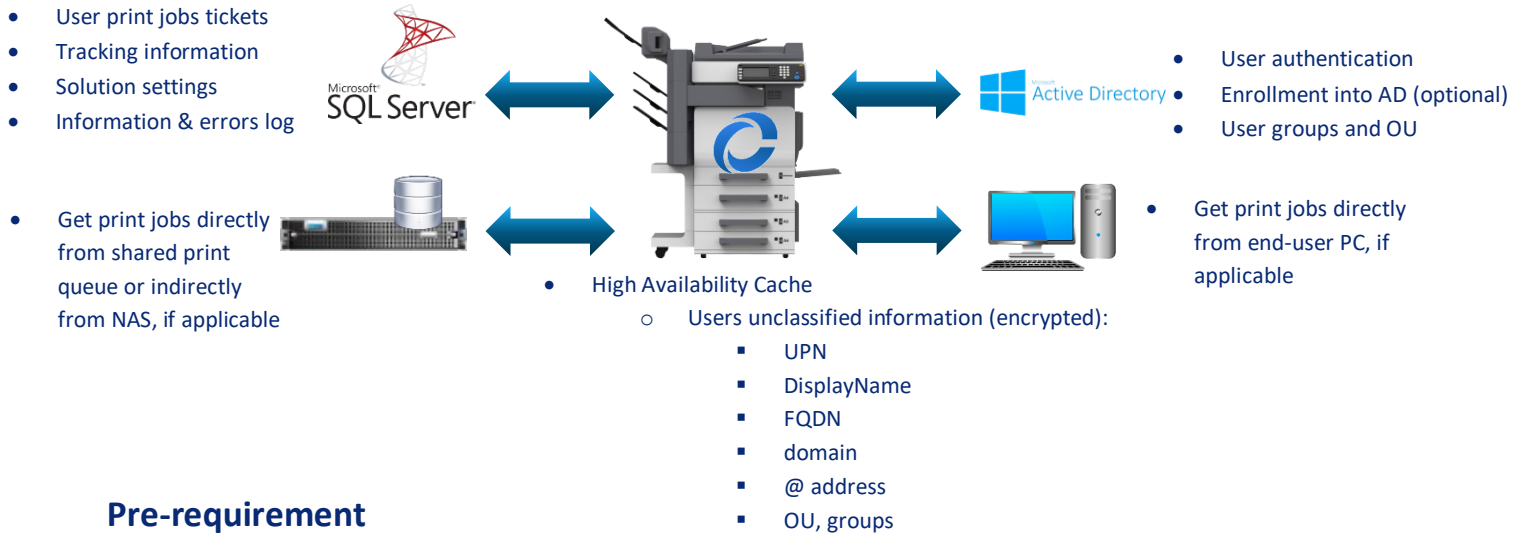 • User print jobs tickets
• Tracking information
• Solution settings
• Information & errors log
Microsoft®
SQL Server®
Microsoft
Active Directory
• User authentication
• Enrollment into AD (optional)
• User groups and OU
• Get print jobs directly
from shared print
queue or indirectly
from NAS, if applicable
• Get print jobs directly
from end-user PC, if
applicable
• High Availability Cache
o Users unclassified information (encrypted):
▪ UPN
▪ DisplayName
▪ FQDN
▪ domain
▪ @ address
▪ OU, groups
Pre-requirement